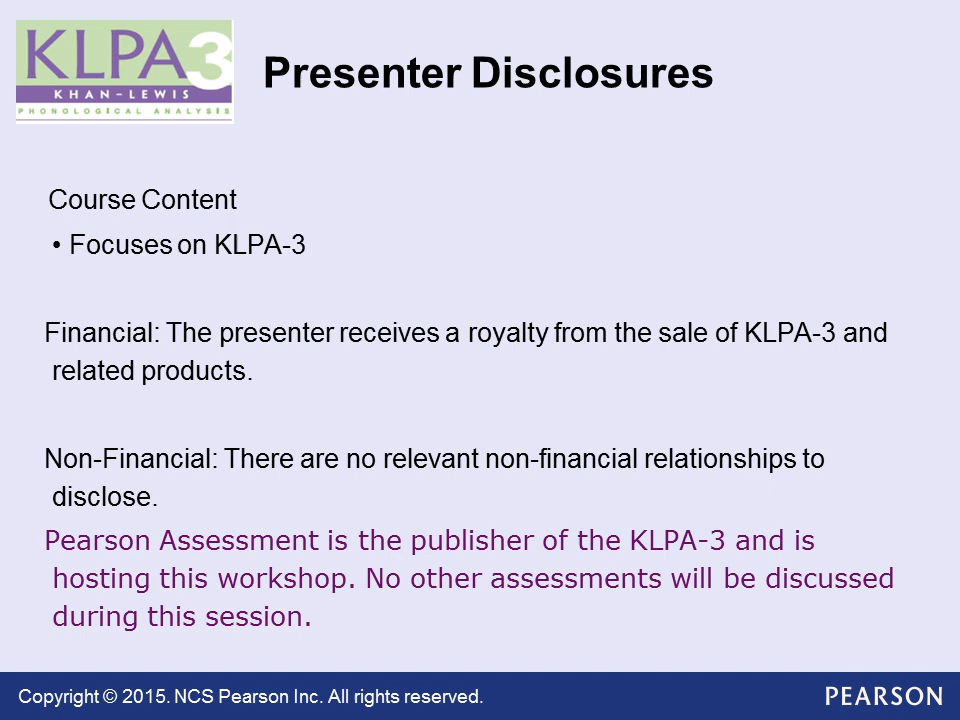 KLPA3
KHAN-LEWIS
PHONOLOGICAL ANALYSIS
Presenter Disclosures
Course Content
• Focuses on KLPA-3
Financial: The presenter receives a royalty from the sale of KLPA-3 and
related products.
Non-Financial: There are no relevant non-financial relationships to
disclose.
Pearson Assessment is the publisher of the KLPA-3 and is
hosting this workshop. No other assessments will be discussed
during this session.
Copyright © 2015. NCS Pearson Inc. All rights reserved.
PEARSON